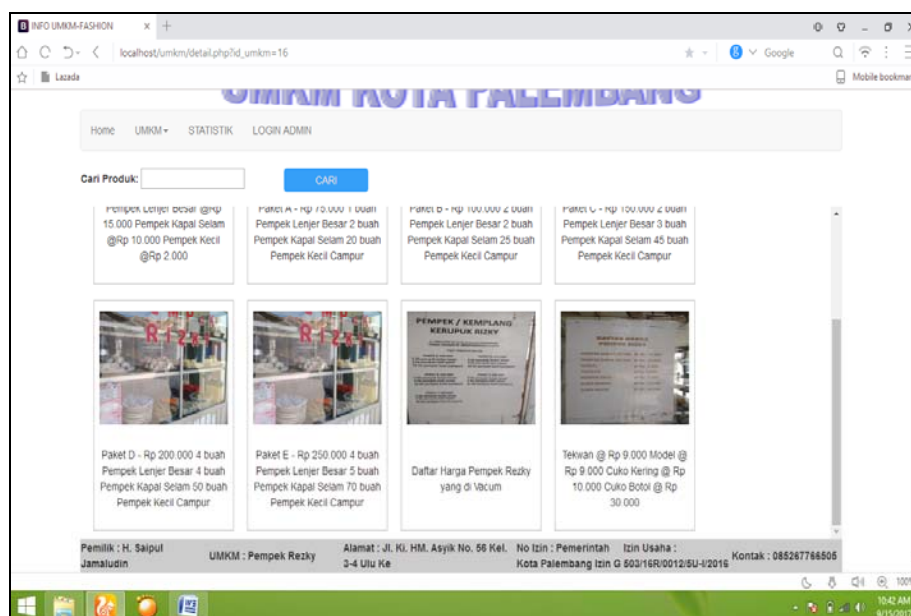 INFO UMKM-FASHION
localhost/umkm/detail.php?id_umkm=16
Google
Lazada
Mobile bookmar
UMKM KOTA PALEMBANG
Home UMKM STATISTIK LOGIN ADMIN
Cari Produk: CARI
Pempek Lenjer Besar @Rp
15.000 Pempek Kapal Selam
@Rp 10.000 Pempek Kecil
@Rp 2.000
Paket A - Rp 75.000 1 buah
Pempek Lenjer Besar 2 buah
Pempek Kapal Selam 20 buah
Pempek Kecil Campur
Paket B - Rp 100.000 2 buah
Pempek Lenjer Besar 2 buah
Pempek Kapal Selam 25 buah
Pempek Kecil Campur
Paket C - Rp 150.000 2 buah
Pempek Lenjer Besar 3 buah
Pempek Kapal Selam 45 buah
Pempek Kecil Campur
Rizki
Rizki
PEMPEK / KEMPLANG
KERUPUK RIZKY
Paket D - Rp 200.000 4 buah
Pempek Lenjer Besar 4 buah
Pempek Kapal Selam 50 buah
Pempek Kecil Campur
Paket E - Rp 250.000 4 buah
Pempek Lenjer Besar 5 buah
Pempek Kapal Selam 70 buah
Pempek Kecil Campur
Daftar Harga Pempek Rezky
yang di Vacum
Tekwan @ Rp 9.000 Model @
Rp 9.000 Cuko Kering @ Rp
10.000 Cuko Botol @ Rp
30.000
Pemilik : H. Saipul
Jamaludin
UMKM : Pempek Rezky
Alamat : Jl. Ki. HM. Asyik No. 56 Kel.
3-4 Ulu Ke
No Izin : Pemerintah Izin Usaha :
Kota Palembang Izin G 503/16R/0012/SU-I/2016
Kontak : 085267766505
100%
10:42 AM
9/15/2017